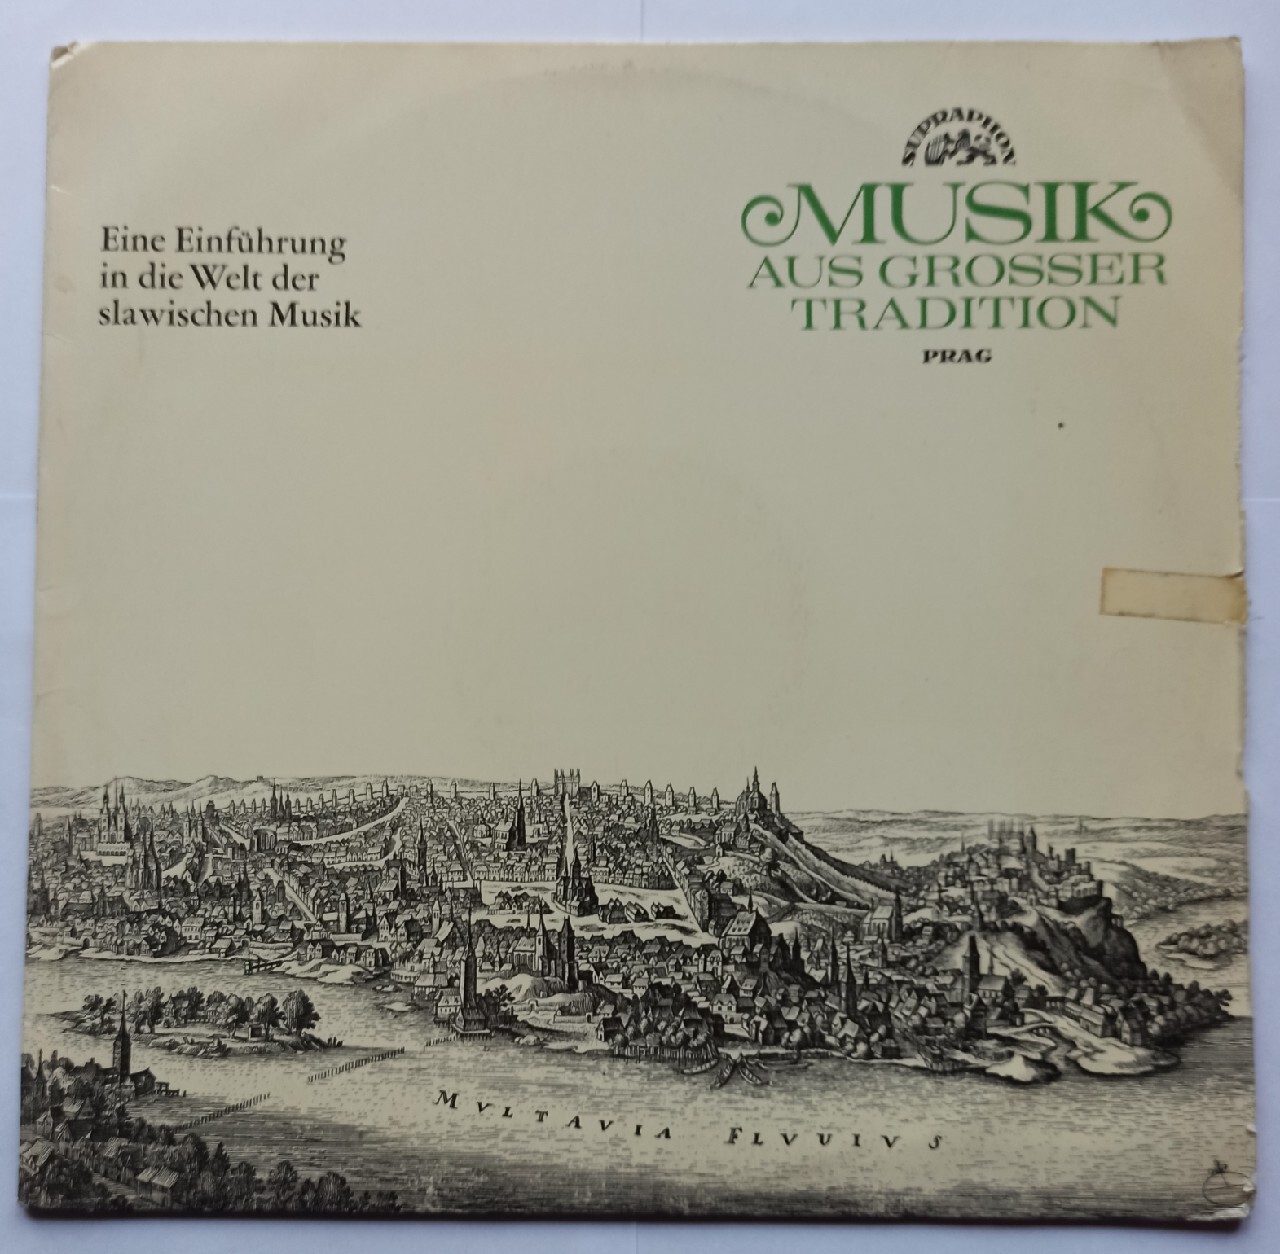 SUPRAPHON
MUSIK
AUS GROSSER
TRADITION
PRAG
Eine Einführung
in die Welt der
slawischen Musik
MVLTAVIA FLVVIVS